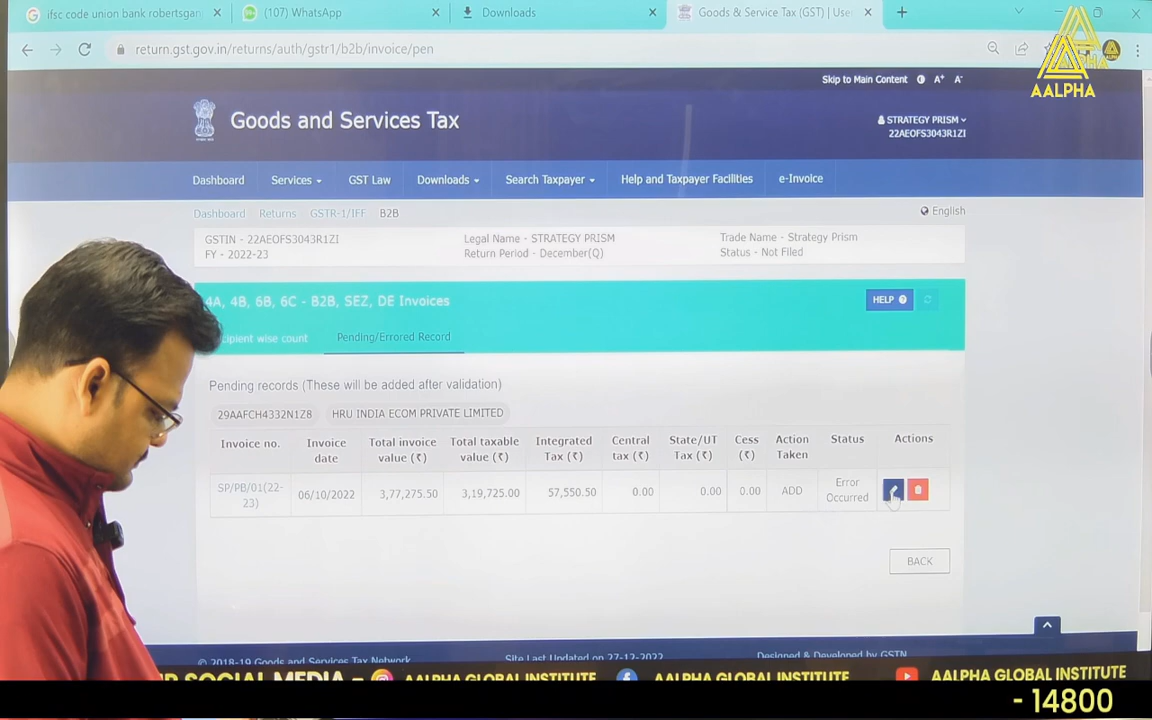 ifsc code union bank robertsgan
(107) WhatsApp
Downloads
Goods & Service Tax (GST) | Use
return.gst.gov.in/returns/auth/gstr1/b2b/invoice/pen
AALPHA
AALPHA
Skip to Main Content A+ A-
Goods and Services Tax
STRATEGY PRISM
22AEOFS3043R1ZI
Dashboard Services GST Law Downloads Search Taxpayer Help and Taxpayer Facilities e-Invoice
Dashboard Returns GSTR-1/IFF B2B
English
GSTIN - 22AEOFS3043R1ZI Legal Name - STRATEGY PRISM Trade Name - Strategy Prism
FY - 2022-23 Return Period - December(Q) Status - Not Filed
4A, 4B, 6B, 6C - B2B, SEZ, DE Invoices
HELP
cipient wise count Pending/Errored Record
Pending records (These will be added after validation)
29AAFCH4332N1Z8 HRU INDIA ECOM PRIVATE LIMITED
Invoice no. Invoice date Total invoice value (₹) Total taxable value (₹) Integrated Tax (₹) Central tax (₹) State/UT Tax (₹) Cess (₹) Action Taken Status Actions
SP/PB/01(22-23) 06/10/2022 3,77,275.50 3,19,725.00 57,550.50 0.00 0.00 0.00 ADD Error Occurred
BACK
© 2018-19 Goods and Services Tax Network Site Last Updated on 27-12-2022 Designed & Developed by GSTN
SOCIAL MEDIA - AALPHA GLOBAL INSTITUTE AALPHA GLOBAL INSTITUTE AALPHA GLOBAL INSTITUTE
- 14800